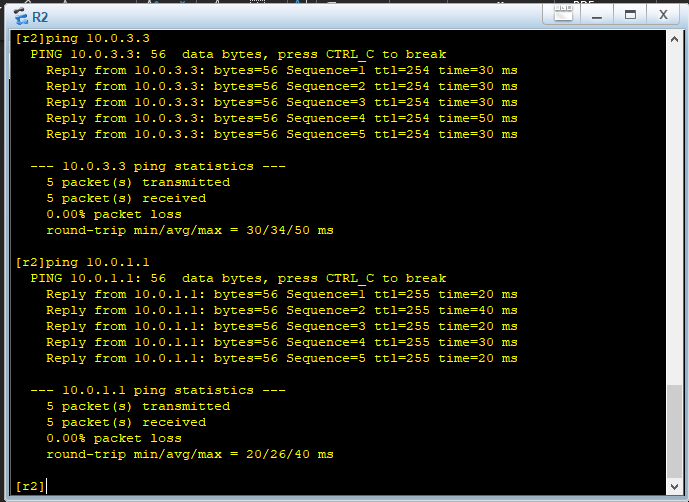 R2
[r2]ping 10.0.3.3
  PING 10.0.3.3: 56  data bytes, press CTRL_C to break
    Reply from 10.0.3.3: bytes=56 Sequence=1 ttl=254 time=30 ms
    Reply from 10.0.3.3: bytes=56 Sequence=2 ttl=254 time=30 ms
    Reply from 10.0.3.3: bytes=56 Sequence=3 ttl=254 time=30 ms
    Reply from 10.0.3.3: bytes=56 Sequence=4 ttl=254 time=50 ms
    Reply from 10.0.3.3: bytes=56 Sequence=5 ttl=254 time=30 ms

  --- 10.0.3.3 ping statistics ---
    5 packet(s) transmitted
    5 packet(s) received
    0.00% packet loss
    round-trip min/avg/max = 30/34/50 ms

[r2]ping 10.0.1.1
  PING 10.0.1.1: 56  data bytes, press CTRL_C to break
    Reply from 10.0.1.1: bytes=56 Sequence=1 ttl=255 time=20 ms
    Reply from 10.0.1.1: bytes=56 Sequence=2 ttl=255 time=40 ms
    Reply from 10.0.1.1: bytes=56 Sequence=3 ttl=255 time=20 ms
    Reply from 10.0.1.1: bytes=56 Sequence=4 ttl=255 time=30 ms
    Reply from 10.0.1.1: bytes=56 Sequence=5 ttl=255 time=20 ms

  --- 10.0.1.1 ping statistics ---
    5 packet(s) transmitted
    5 packet(s) received
    0.00% packet loss
    round-trip min/avg/max = 20/26/40 ms

[r2]